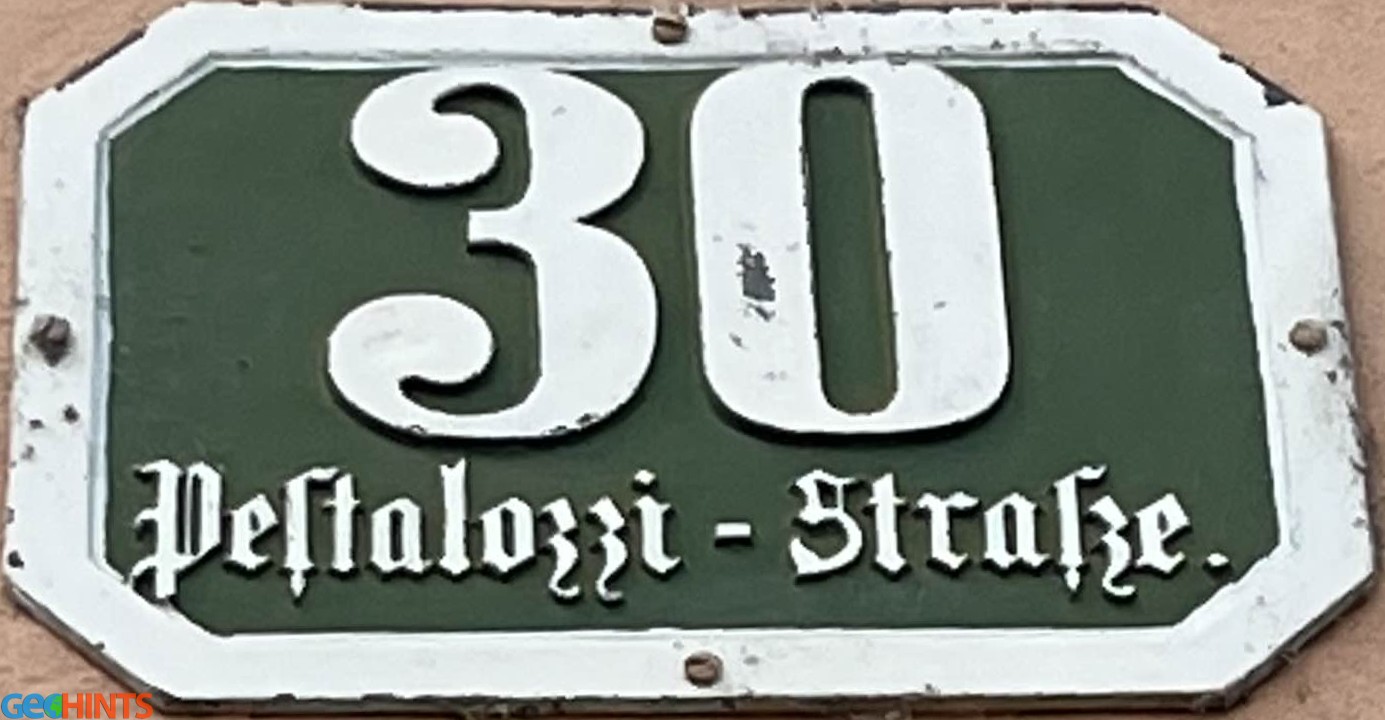 30
Peſtalozzi - Straße.
GEOHINTS